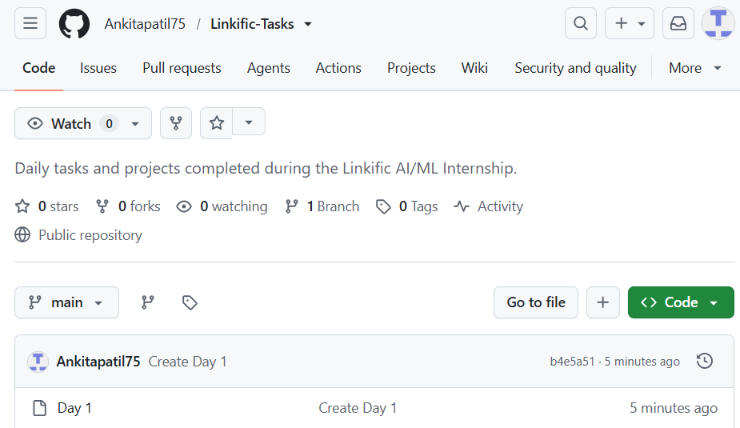 Ankitapatil75 / Linkific-Tasks
Code Issues Pull requests Agents Actions Projects Wiki Security and quality More
Watch 0
Daily tasks and projects completed during the Linkific AI/ML Internship.
0 stars 0 forks 0 watching 1 Branch 0 Tags Activity
Public repository
main Go to file Code
Ankitapatil75 Create Day 1 b4e5a51 · 5 minutes ago
Day 1 Create Day 1 5 minutes ago